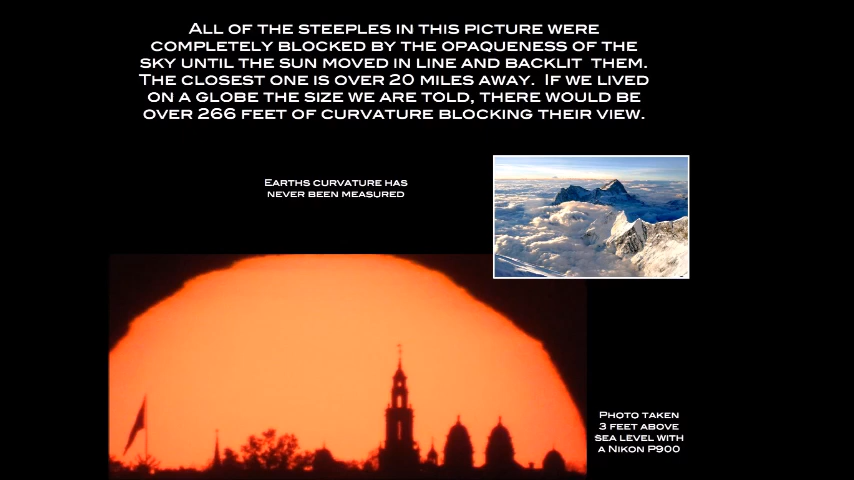 All of the steeples in this picture were
completely blocked by the opaqueness of the
sky until the sun moved in line and backlit them.
The closest one is over 20 miles away. If we lived
on a globe the size we are told, there would be
over 266 feet of curvature blocking their view.
Earths curvature has
never been measured
Photo taken
3 feet above
sea level with
a Nikon P900